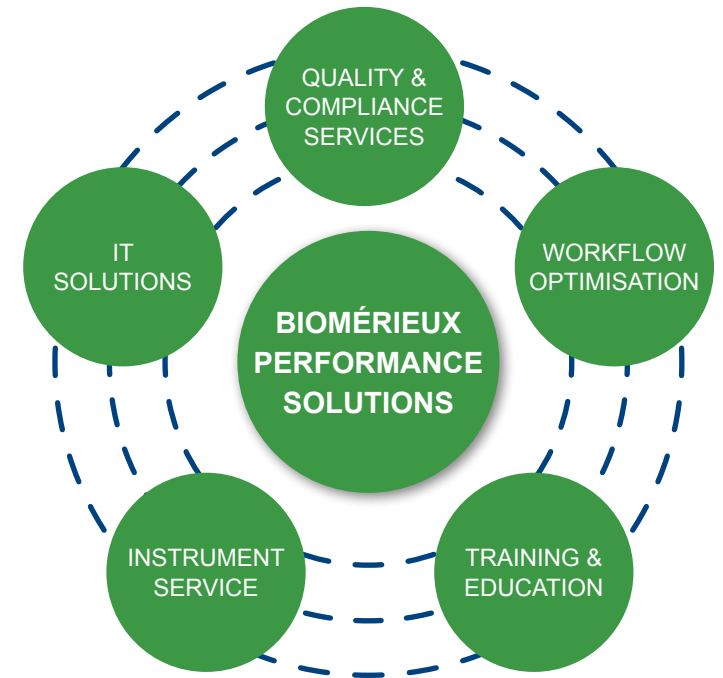 QUALITY &
COMPLIANCE
SERVICES
IT
SOLUTIONS
WORKFLOW
OPTIMISATION
BIOMÉRIEUX
PERFORMANCE
SOLUTIONS
INSTRUMENT
SERVICE
TRAINING &
EDUCATION